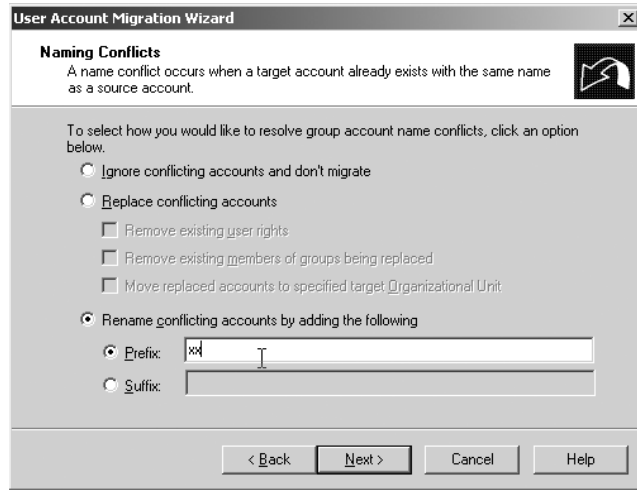 User Account Migration Wizard
Naming Conflicts
A name conflict occurs when a target account already exists with the same name
as a source account.
To select how you would like to resolve group account name conflicts, click an option
below.
Ignore conflicting accounts and don't migrate
Replace conflicting accounts
Remove existing user rights
Remove existing members of groups being replaced
Move replaced accounts to specified target Organizational Unit
Rename conflicting accounts by adding the following
Prefix: xx
Suffix:
< Back Next > Cancel Help